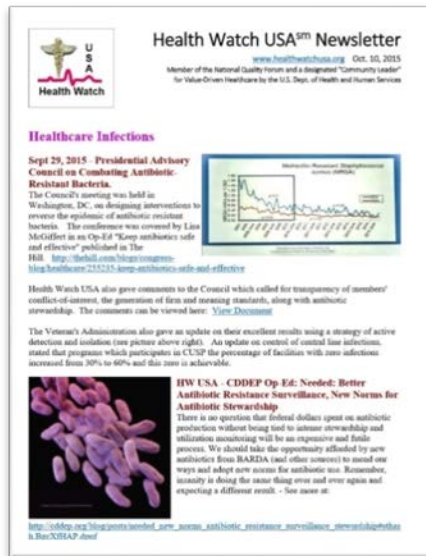 U
S
A
Health Watch
Health Watch USAsm Newsletter
www.healthwatchusa.org Oct. 10, 2015
Member of the National Quality Forum and a designated "Community Leader"
for Value-Driven Healthcare by the U.S. Dept. of Health and Human Services
Healthcare Infections
Sept 29, 2015 - Presidential Advisory
Council on Combating Antibiotic-
Resistant Bacteria.
The Council's meeting was held in
Washington, DC, on designing interventions to
reverse the epidemic of antibiotic resistant
bacteria. The conference was covered by Lisa
McGiffert in an Op-Ed "Keep antibiotics safe
and effective" published in The
Hill. http://thehill.com/blogs/congress-
blog/healthcare/255235-keep-antibiotics-safe-and-effective
Health Watch USA also gave comments to the Council which called for transparency of members'
conflict-of-interest, the generation of firm and meaning standards, along with antibiotic
stewardship. The comments can be viewed here: View Document
The Veteran's Administration also gave an update on their excellent results using a strategy of active
detection and isolation (see picture above right). An update on control of central line infections,
stated that programs which participates in CUSP the percentage of facilities with zero infections
increased from 30% to 60% and this zero is achievable.
HW USA - CDDEP Op-Ed: Needed: Better
Antibiotic Resistance Surveillance, New Norms for
Antibiotic Stewardship
There is no question that federal dollars spent on antibiotic
production without being tied to intense stewardship and
utilization monitoring will be an expensive and futile
process. We should take the opportunity afforded by new
antibiotics from BARDA (and other sources) to mend our
ways and adopt new norms for antibiotic use. Remember,
insanity is doing the same thing over and over again and
expecting a different result. - See more at:
http://cddep.org/blog/posts/needed_new_norms_antibiotic_resistance_surveillance_stewardship#sthas